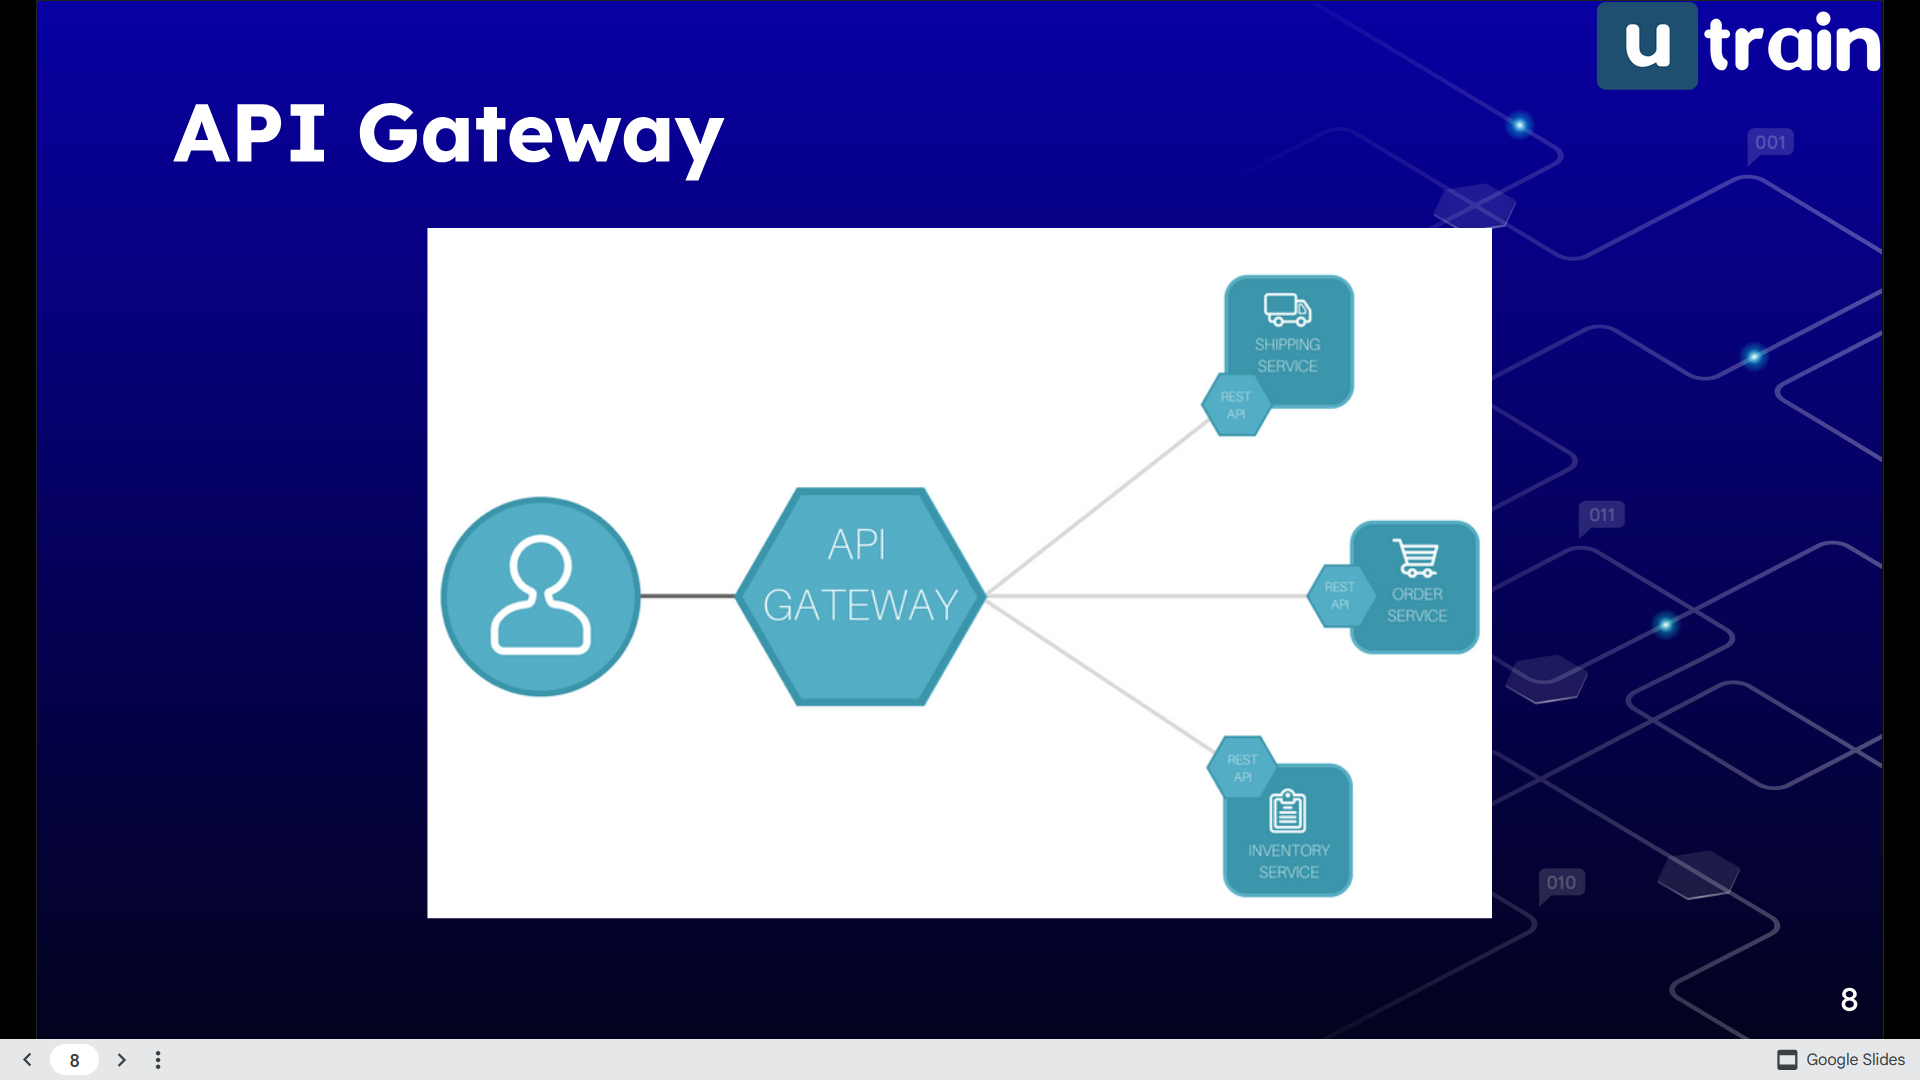 u train
API Gateway
001
SHIPPING
SERVICE
REST
API
API
GATEWAY
011
REST
API
ORDER
SERVICE
REST
API
INVENTORY
SERVICE
010
8
8
Google Slides